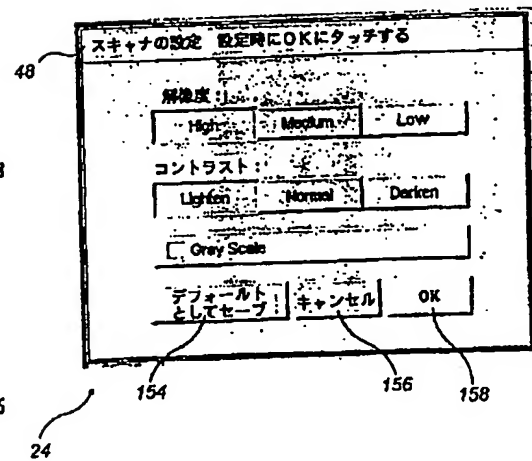 スキャナの設定 設定時にOKにタッチする
48
解像度:
High Medium Low
コントラスト:
Lighten Normal Darken
Gray Scale
デフォールト
としてセーブ キャンセル OK
154 156 158
24